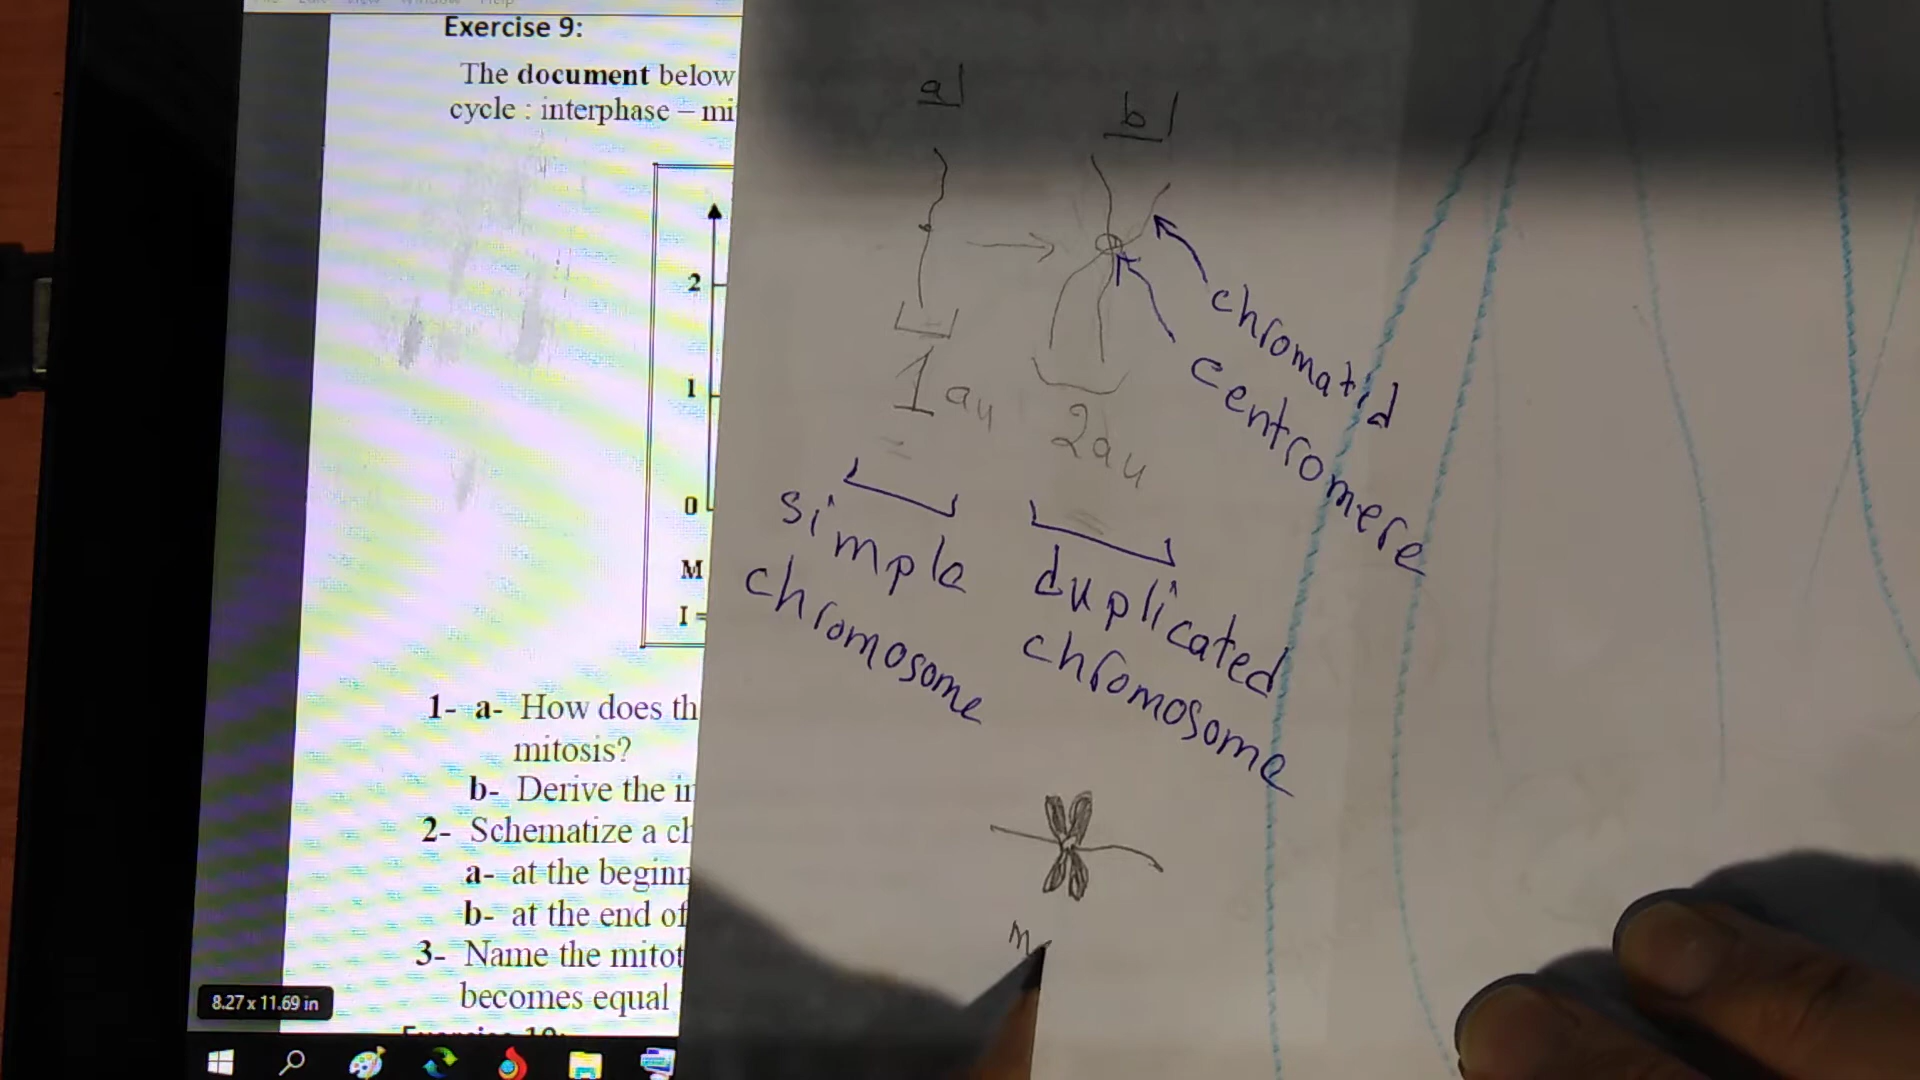 Exercise 9:
The document below
cycle : interphase – mi
2
1
0
M
I =
1- a- How does th
mitosis?
b- Derive the i
2- Schematize a c
a- at the begin
b- at the end of
3- Name the mitot
becomes equal
8.27 x 11.69 in
a|
b|
1 au
2 au
chromatid
centromere
simple
chromosome
duplicated
chromosome